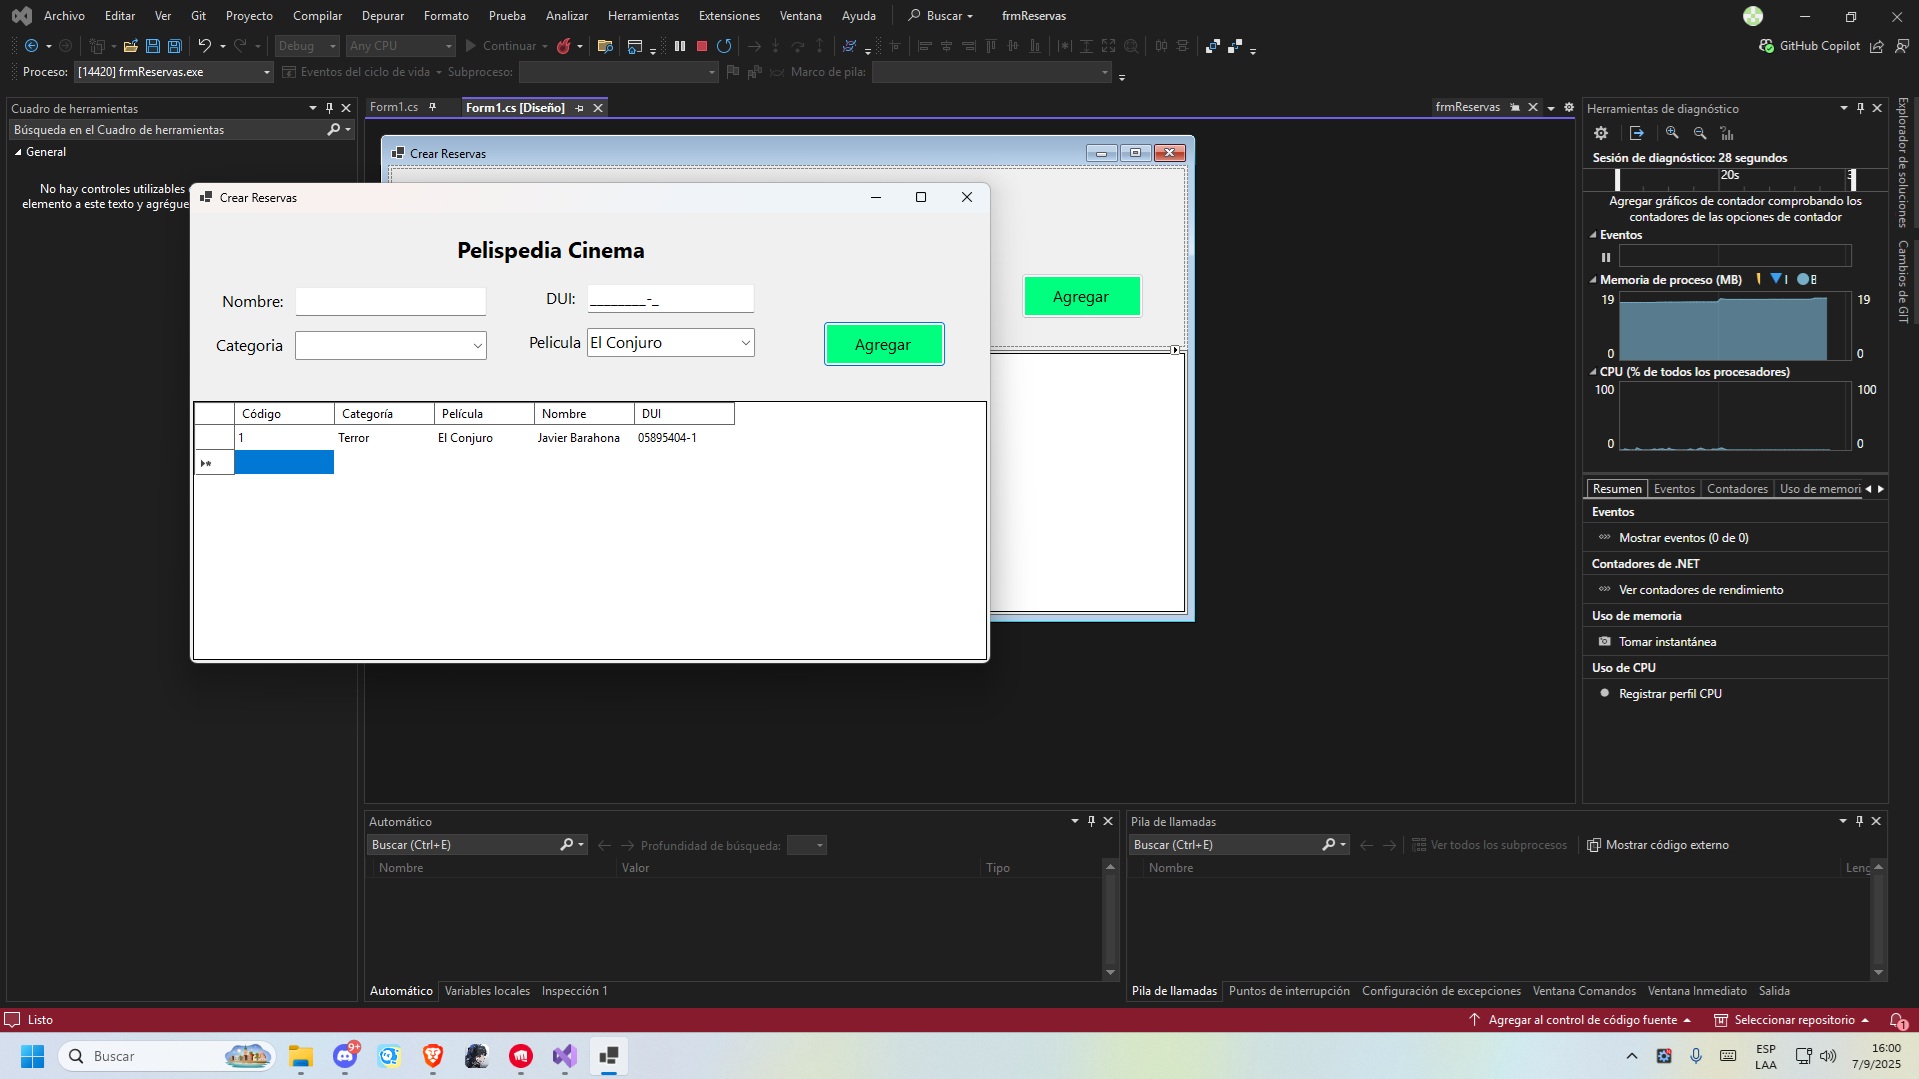 Archivo Editar Ver Git Proyecto Compilar Depurar Formato Prueba Analizar Herramientas Extensiones Ventana Ayuda Buscar frmReservas
Debug Any CPU Continuar GitHub Copilot
Proceso: [14420] frmReservas.exe Eventos del ciclo de vida Subproceso: Marco de pila:
Cuadro de herramientas
Búsqueda en el Cuadro de herramientas
General
No hay controles utilizables
elemento a este texto y agrégue
Form1.cs Form1.cs [Diseño] frmReservas
Crear Reservas
Agregar
Crear Reservas
Pelispedia Cinema
Nombre: DUI: ________-_
Categoria Pelicula El Conjuro Agregar
Código Categoría Película Nombre DUI
1 Terror El Conjuro Javier Barahona 05895404-1
Herramientas de diagnóstico
Sesión de diagnóstico: 28 segundos
20s
Agregar gráficos de contador comprobando los
contadores de las opciones de contador
Eventos
Memoria de proceso (MB) I B
19 19
0 0
CPU (% de todos los procesadores)
100 100
0 0
Resumen Eventos Contadores Uso de memori
Eventos
Mostrar eventos (0 de 0)
Contadores de .NET
Ver contadores de rendimiento
Uso de memoria
Tomar instantánea
Uso de CPU
Registrar perfil CPU
Explorador de soluciones
Cambios de GIT
Automático
Buscar (Ctrl+E) Profundidad de búsqueda:
Nombre Valor Tipo
Automático Variables locales Inspección 1
Pila de llamadas
Buscar (Ctrl+E) Ver todos los subprocesos Mostrar código externo
Nombre Leng
Pila de llamadas Puntos de interrupción Configuración de excepciones Ventana Comandos Ventana Inmediato Salida
Listo Agregar al control de código fuente Seleccionar repositorio 1
Buscar 9+ ESP
LAA
16:00
7/9/2025